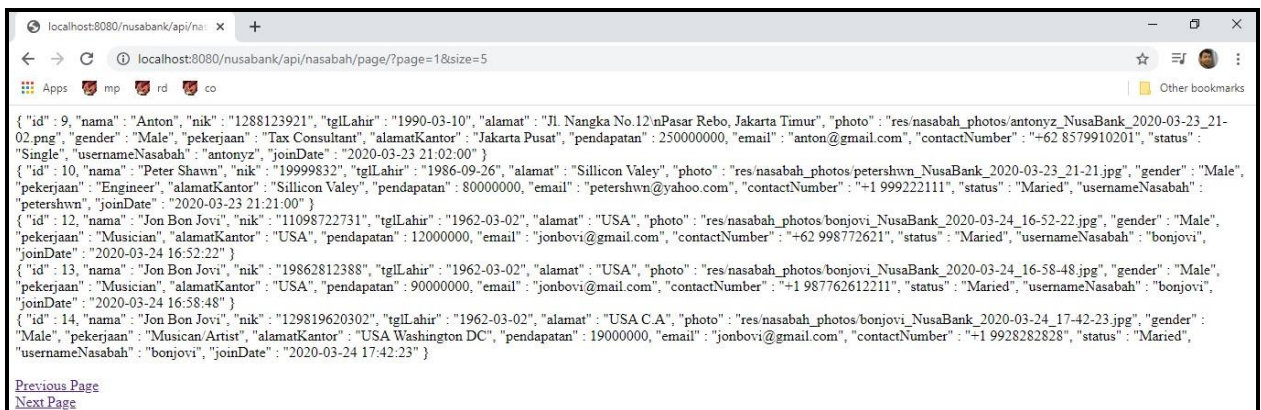 localhost:8080/nusabank/api/nas
localhost:8080/nusabank/api/nasabah/page/?page=1&size=5
Apps mp rd co Other bookmarks
{ "id" : 9, "nama" : "Anton", "nik" : "1288123921", "tglLahir" : "1990-03-10", "alamat" : "Jl. Nangka No.12\nPasar Rebo, Jakarta Timur", "photo" : "res/nasabah_photos/antonyz_NusaBank_2020-03-23_21-
02.png", "gender" : "Male", "pekerjaan" : "Tax Consultant", "alamatKantor" : "Jakarta Pusat", "pendapatan" : 250000000, "email" : "anton@gmail.com", "contactNumber" : "+62 8579910201", "status" :
"Single", "usernameNasabah" : "antonyz", "joinDate" : "2020-03-23 21:02:00" }
{ "id" : 10, "nama" : "Peter Shawn", "nik" : "19999832", "tglLahir" : "1986-09-26", "alamat" : "Sillicon Valey", "photo" : "res/nasabah_photos/petershwn_NusaBank_2020-03-23_21-21.jpg", "gender" : "Male",
"pekerjaan" : "Engineer", "alamatKantor" : "Sillicon Valey", "pendapatan" : 80000000, "email" : "petershwn@yahoo.com", "contactNumber" : "+1 999222111", "status" : "Maried", "usernameNasabah" :
"petershwn", "joinDate" : "2020-03-23 21:21:00" }
{ "id" : 12, "nama" : "Jon Bon Jovi", "nik" : "11098722731", "tglLahir" : "1962-03-02", "alamat" : "USA", "photo" : "res/nasabah_photos/bonjovi_NusaBank_2020-03-24_16-52-22.jpg", "gender" : "Male",
"pekerjaan" : "Musician", "alamatKantor" : "USA", "pendapatan" : 12000000, "email" : "jonbovi@gmail.com", "contactNumber" : "+62 998772621", "status" : "Maried", "usernameNasabah" : "bonjovi",
"joinDate" : "2020-03-24 16:52:22" }
{ "id" : 13, "nama" : "Jon Bon Jovi", "nik" : "19862812388", "tglLahir" : "1962-03-02", "alamat" : "USA", "photo" : "res/nasabah_photos/bonjovi_NusaBank_2020-03-24_16-58-48.jpg", "gender" : "Male",
"pekerjaan" : "Musician", "alamatKantor" : "USA", "pendapatan" : 90000000, "email" : "jonbovi@mail.com", "contactNumber" : "+1 987762612211", "status" : "Maried", "usernameNasabah" : "bonjovi",
"joinDate" : "2020-03-24 16:58:48" }
{ "id" : 14, "nama" : "Jon Bon Jovi", "nik" : "129819620302", "tglLahir" : "1962-03-02", "alamat" : "USA C.A", "photo" : "res/nasabah_photos/bonjovi_NusaBank_2020-03-24_17-42-23.jpg", "gender" :
"Male", "pekerjaan" : "Musican/Artist", "alamatKantor" : "USA Washington DC", "pendapatan" : 19000000, "email" : "jonbovi@gmail.com", "contactNumber" : "+1 9928282828", "status" : "Maried",
"usernameNasabah" : "bonjovi", "joinDate" : "2020-03-24 17:42:23" }
Previous Page
Next Page